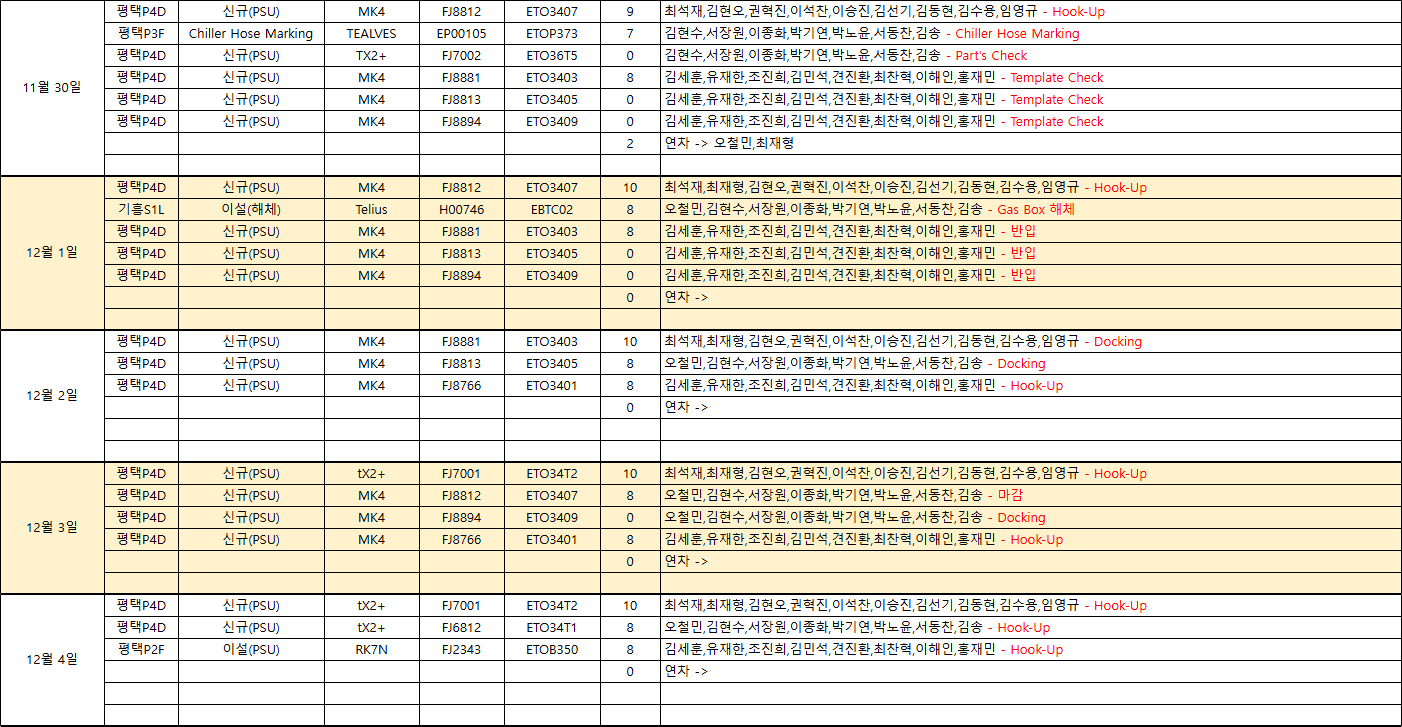 11월 30일
평택P4D 신규(PSU) MK4 FJ8812 ETO3407 9 최석재,김현오,권혁진,이석찬,이승진,김선기,김동현,김수용,임영규 - Hook-Up
평택P3F Chiller Hose Marking TEALVES EP00105 ETOP373 7 김현수,서장원,이종화,박기연,박노윤,서동찬,김송 - Chiller Hose Marking
평택P4D 신규(PSU) TX2+ FJ7002 ETO36T5 0 김현수,서장원,이종화,박기연,박노윤,서동찬,김송 - Part's Check
평택P4D 신규(PSU) MK4 FJ8881 ETO3403 8 김세훈,유재한,조진희,김민석,견진환,최찬혁,이해인,홍재민 - Template Check
평택P4D 신규(PSU) MK4 FJ8813 ETO3405 0 김세훈,유재한,조진희,김민석,견진환,최찬혁,이해인,홍재민 - Template Check
평택P4D 신규(PSU) MK4 FJ8894 ETO3409 0 김세훈,유재한,조진희,김민석,견진환,최찬혁,이해인,홍재민 - Template Check
2 연차 -> 오철민,최재형
12월 1일
평택P4D 신규(PSU) MK4 FJ8812 ETO3407 10 최석재,최재형,김현오,권혁진,이석찬,이승진,김선기,김동현,김수용,임영규 - Hook-Up
기흥S1L 이설(해체) Telius H00746 EBTC02 8 오철민,김현수,서장원,이종화,박기연,박노윤,서동찬,김송 - Gas Box 해체
평택P4D 신규(PSU) MK4 FJ8881 ETO3403 8 김세훈,유재한,조진희,김민석,견진환,최찬혁,이해인,홍재민 - 반입
평택P4D 신규(PSU) MK4 FJ8813 ETO3405 0 김세훈,유재한,조진희,김민석,견진환,최찬혁,이해인,홍재민 - 반입
평택P4D 신규(PSU) MK4 FJ8894 ETO3409 0 김세훈,유재한,조진희,김민석,견진환,최찬혁,이해인,홍재민 - 반입
0 연차 ->
12월 2일
평택P4D 신규(PSU) MK4 FJ8881 ETO3403 10 최석재,최재형,김현오,권혁진,이석찬,이승진,김선기,김동현,김수용,임영규 - Docking
평택P4D 신규(PSU) MK4 FJ8813 ETO3405 8 오철민,김현수,서장원,이종화,박기연,박노윤,서동찬,김송 - Docking
평택P4D 신규(PSU) MK4 FJ8766 ETO3401 8 김세훈,유재한,조진희,김민석,견진환,최찬혁,이해인,홍재민 - Hook-Up
0 연차 ->
12월 3일
평택P4D 신규(PSU) tX2+ FJ7001 ETO34T2 10 최석재,최재형,김현오,권혁진,이석찬,이승진,김선기,김동현,김수용,임영규 - Hook-Up
평택P4D 신규(PSU) MK4 FJ8812 ETO3407 8 오철민,김현수,서장원,이종화,박기연,박노윤,서동찬,김송 - 마감
평택P4D 신규(PSU) MK4 FJ8894 ETO3409 0 오철민,김현수,서장원,이종화,박기연,박노윤,서동찬,김송 - Docking
평택P4D 신규(PSU) MK4 FJ8766 ETO3401 8 김세훈,유재한,조진희,김민석,견진환,최찬혁,이해인,홍재민 - Hook-Up
0 연차 ->
12월 4일
평택P4D 신규(PSU) tX2+ FJ7001 ETO34T2 10 최석재,최재형,김현오,권혁진,이석찬,이승진,김선기,김동현,김수용,임영규 - Hook-Up
평택P4D 신규(PSU) tX2+ FJ6812 ETO34T1 8 오철민,김현수,서장원,이종화,박기연,박노윤,서동찬,김송 - Hook-Up
평택P2F 이설(PSU) RK7N FJ2343 ETOB350 8 김세훈,유재한,조진희,김민석,견진환,최찬혁,이해인,홍재민 - Hook-Up
0 연차 ->